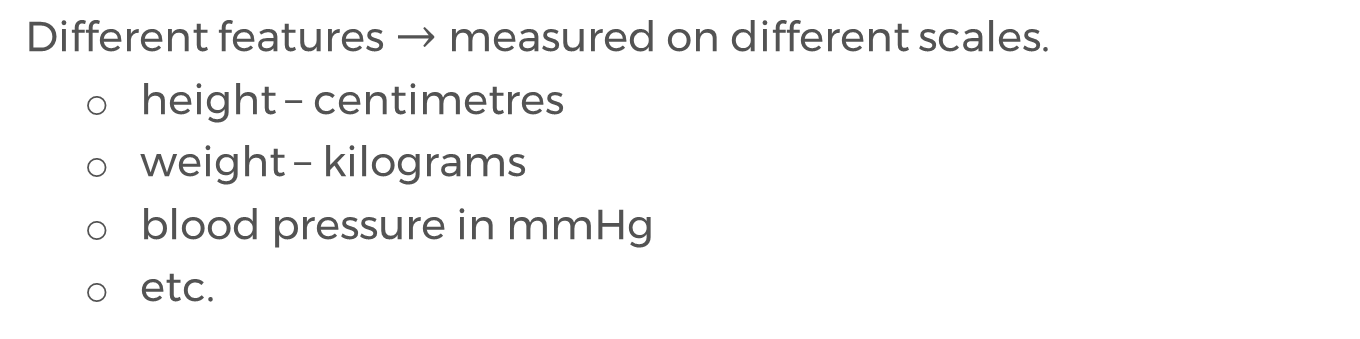 Different features → measured on different scales.
○ height – centimetres
○ weight – kilograms
○ blood pressure in mmHg
○ etc.